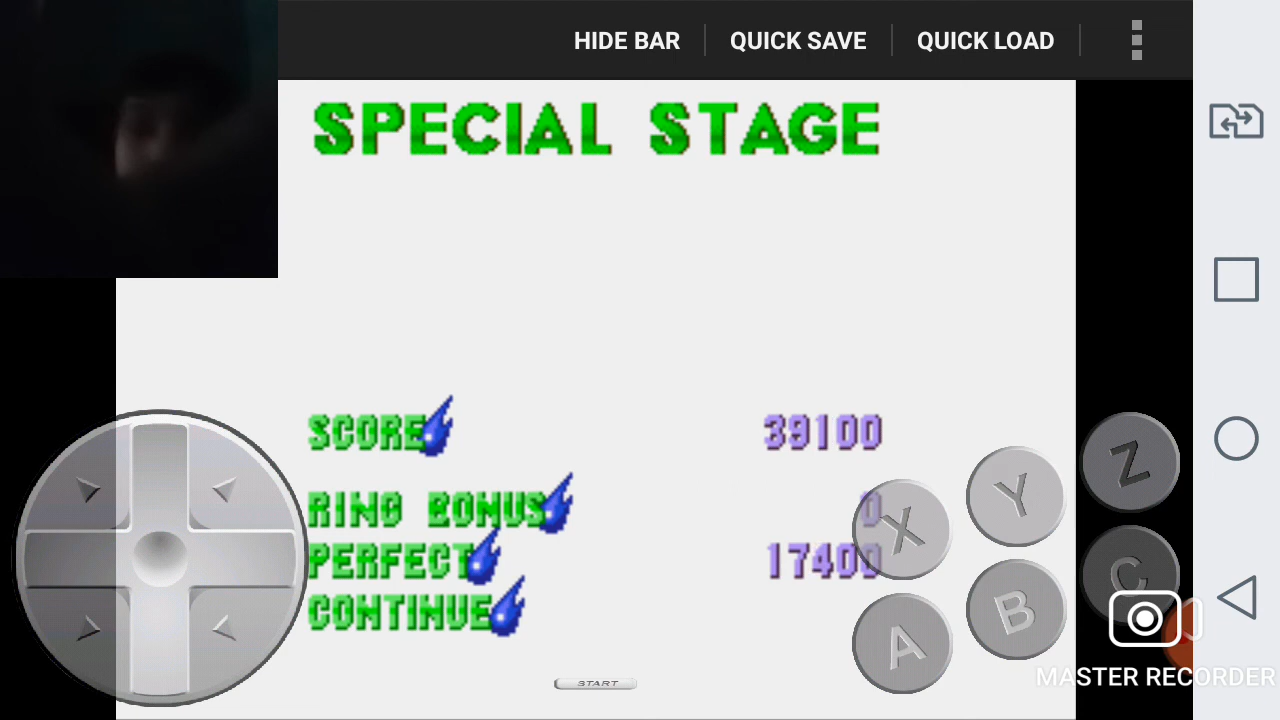 HIDE BAR QUICK SAVE QUICK LOAD
SPECIAL STAGE
SCORE 39100
RING BONUS 0
PERFECT 17400
CONTINUE
X Y Z
A B C
START
MASTER RECORDER